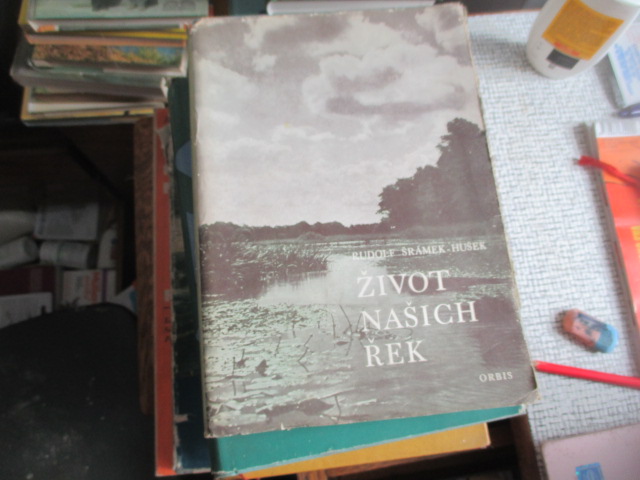 RUDOLF ŠRÁMEK-HUŠEK
ŽIVOT
NAŠICH
ŘEK
ORBIS